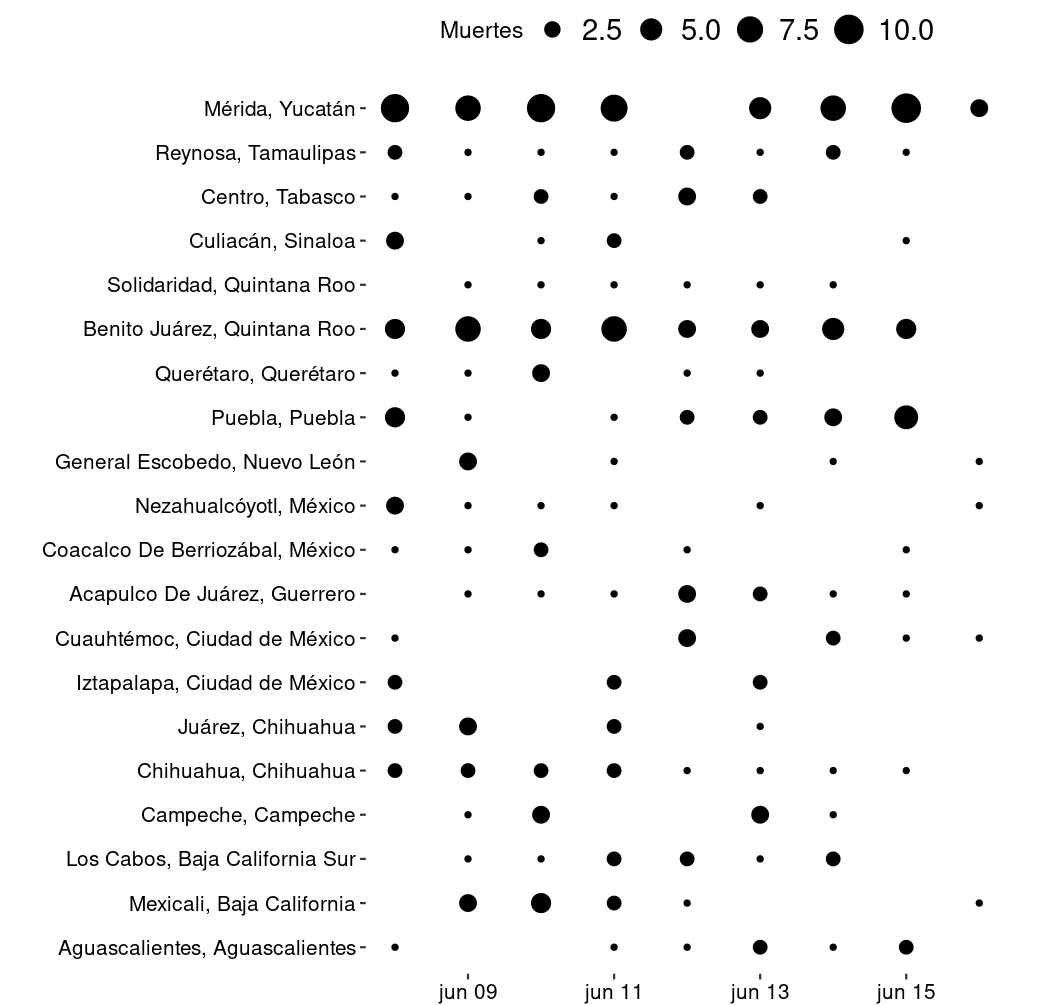 Muertes 2.5 5.0 7.5 10.0
Mérida, Yucatán
Reynosa, Tamaulipas
Centro, Tabasco
Culiacán, Sinaloa
Solidaridad, Quintana Roo
Benito Juárez, Quintana Roo
Querétaro, Querétaro
Puebla, Puebla
General Escobedo, Nuevo León
Nezahualcóyotl, México
Coacalco De Berriozábal, México
Acapulco De Juárez, Guerrero
Cuauhtémoc, Ciudad de México
Iztapalapa, Ciudad de México
Juárez, Chihuahua
Chihuahua, Chihuahua
Campeche, Campeche
Los Cabos, Baja California Sur
Mexicali, Baja California
Aguascalientes, Aguascalientes
jun 09 jun 11 jun 13 jun 15